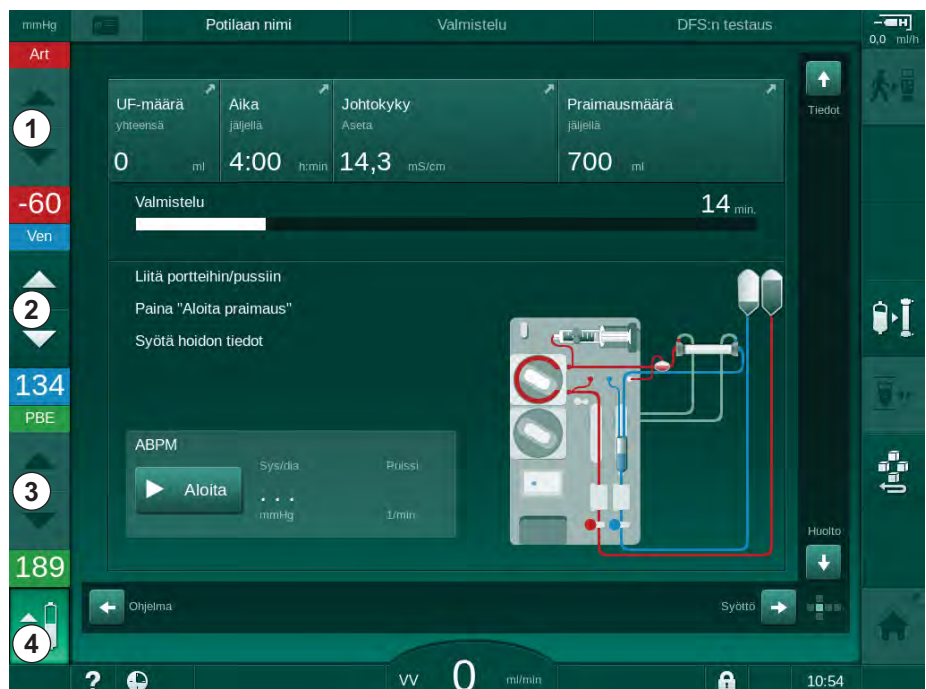 mmHg
Potilaan nimi
Valmistelu
DFS:n testaus
0,0 ml/h
Art
1
-60
Ven
2
134
PBE
3
189
4
UF-määrä
yhteensä
0 ml
Aika
jäljellä
4:00 h:min
Johtokyky
Aseta
14,3 mS/cm
Praimausmäärä
jäljellä
700 ml
Tiedot
Valmistelu
14 min.
Liitä portteihin/pussiin
Paina "Aloita praimaus"
Syötä hoidon tiedot
ABPM
Aloita
Sys/dia
. . .
mmHg
Pulssi
1/min
Huolto
Ohjelma
Syöttö
?
VV 0 ml/min
10:54
H